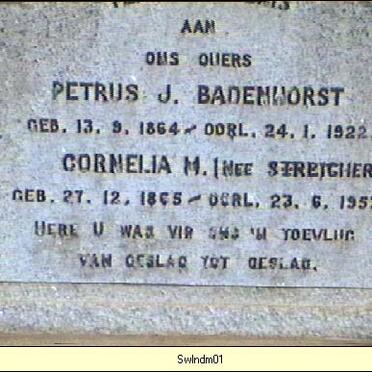 AAN
ONS OUERS
PETRUS J. BADENHORST
GEB. 13. 9. 1864 — OORL. 24. 1. 1922
CORNELIA M. (NEE STREICHER
GEB. 27. 12. 1865 — OORL. 23. 6. 195
HERE U WAS VIR ONS 'N TOEVLUG
VAN GESLAG TOT GESLAG.
Swlndm01